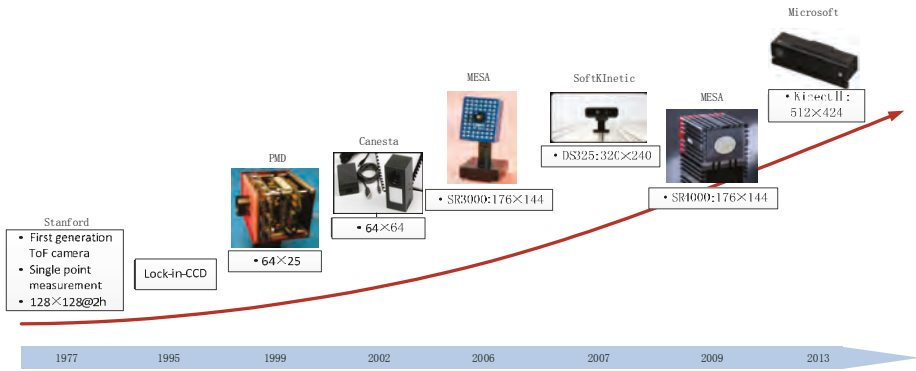 Stanford
• First generation
ToF camera
• Single point
measurement
• 128×128@2h
Lock-in-CCD
PMD
• 64×25
Canesta
• 64×64
MESA
• SR3000:176×144
SoftKInetic
• DS325:320×240
MESA
• SR4000:176×144
Microsoft
• KinectII:
512×424
1977
1995
1999
2002
2006
2007
2009
2013